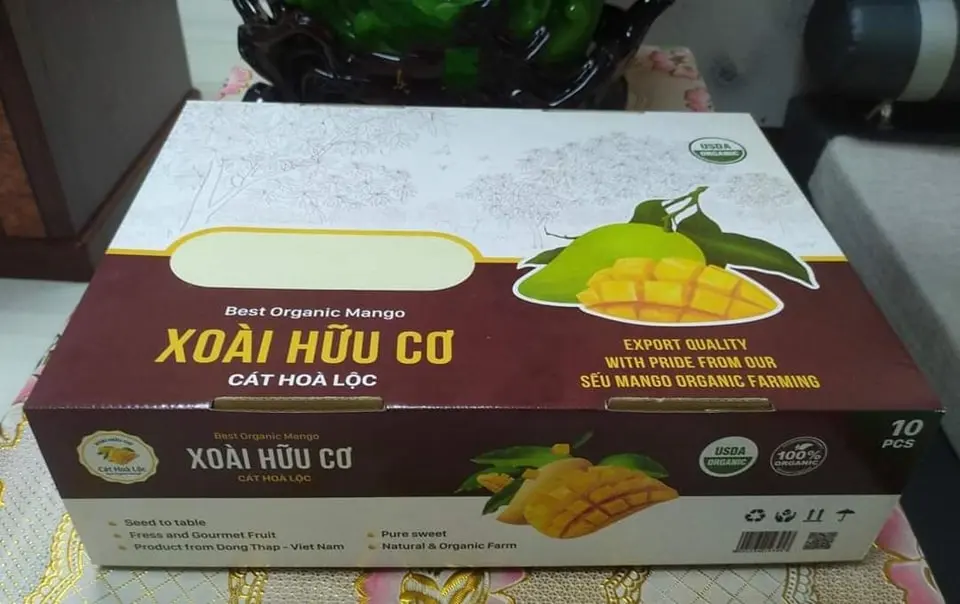 USDA
ORGANIC
Best Organic Mango
XOÀI HỮU CƠ
CÁT HOÀ LỘC
EXPORT QUALITY
WITH PRIDE FROM OUR
SẾU MANGO ORGANIC FARMING
Cát Hoà Lộc
Best Organic Mango
XOÀI HỮU CƠ
CÁT HOÀ LỘC
USDA
ORGANIC
100%
ORGANIC
10
PCS
Seed to table
Fress and Gourmet Fruit
Product from Dong Thap - Viet Nam
Pure sweet
Natural & Organic Farm